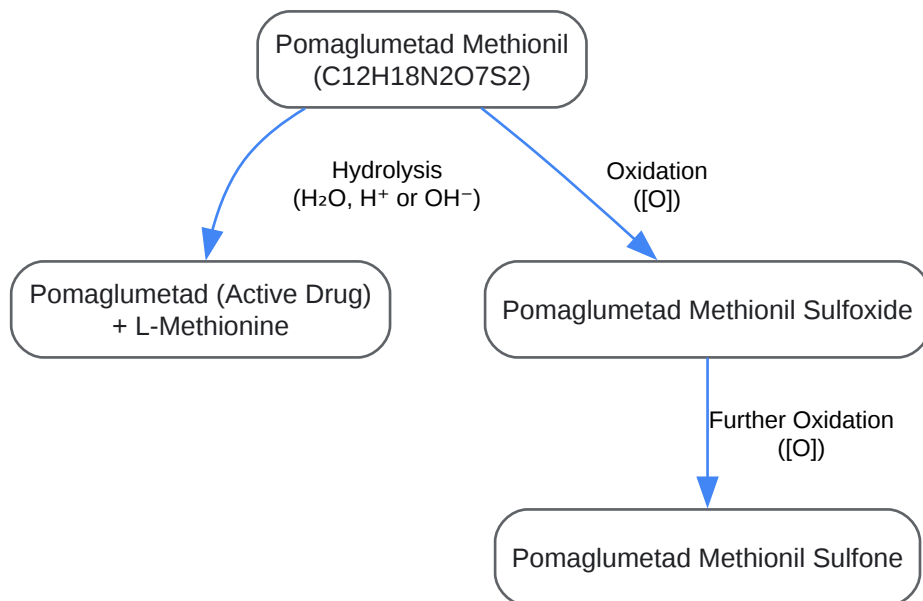 Pomaglumetad Methionil
(C12H18N2O7S2)
Hydrolysis
(H₂O, H⁺ or OH⁻)
Oxidation
([O])
Pomaglumetad (Active Drug)
+ L-Methionine
Pomaglumetad Methionil Sulfoxide
Further Oxidation
([O])
Pomaglumetad Methionil Sulfone